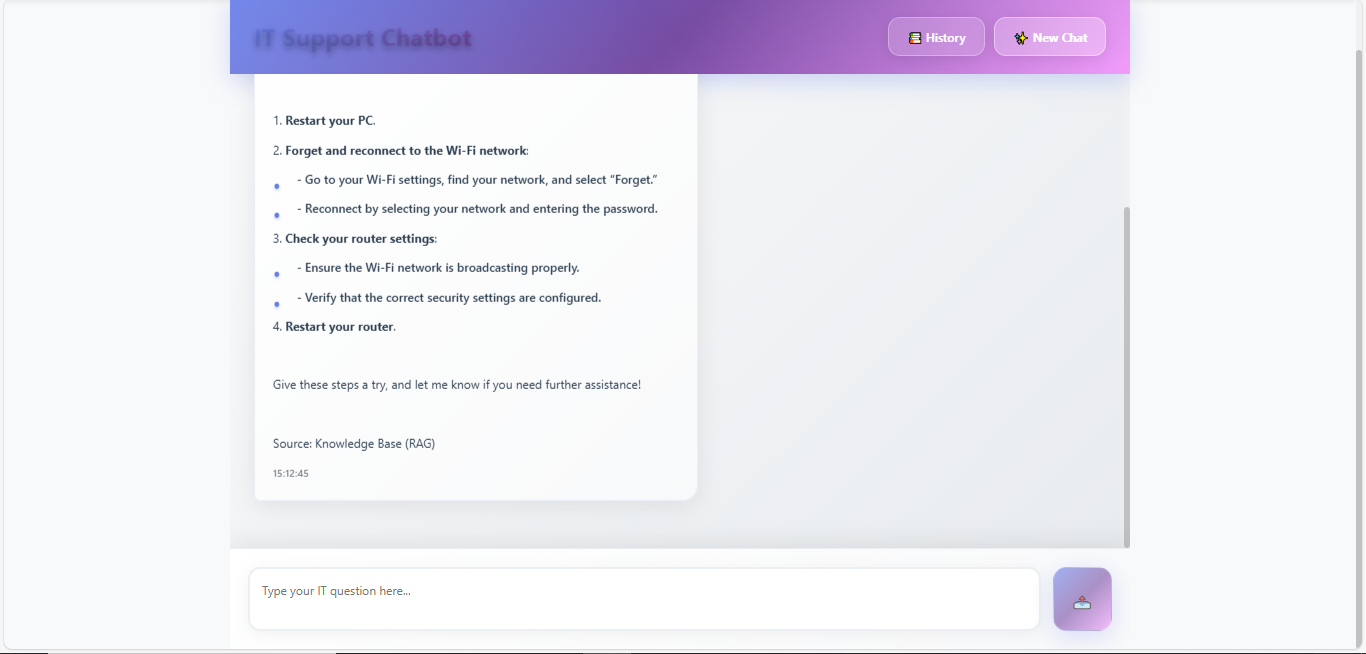 IT Support Chatbot
History
New Chat
1. Restart your PC.
2. Forget and reconnect to the Wi-Fi network:
• - Go to your Wi-Fi settings, find your network, and select “Forget.”
• - Reconnect by selecting your network and entering the password.
3. Check your router settings:
• - Ensure the Wi-Fi network is broadcasting properly.
• - Verify that the correct security settings are configured.
4. Restart your router.
Give these steps a try, and let me know if you need further assistance!
Source: Knowledge Base (RAG)
15:12:45
Type your IT question here...